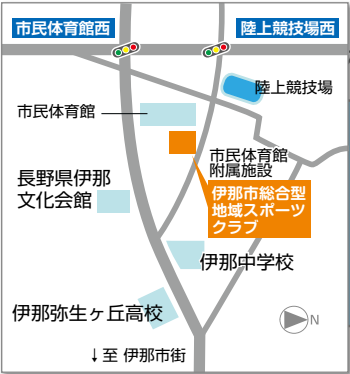 市民体育館西
陸上競技場西
陸上競技場
市民体育館
市民体育館
附属施設
長野県伊那
文化会館
伊那市総合型
地域スポーツ
クラブ
伊那中学校
伊那弥生ヶ丘高校
N
↓至 伊那市街